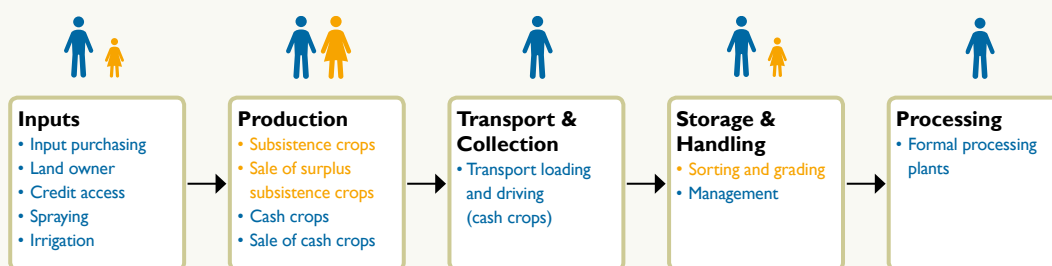 Inputs
• Input purchasing
• Land owner
• Credit access
• Spraying
• Irrigation
Production
• Subsistence crops
• Sale of surplus
subsistence crops
• Cash crops
• Sale of cash crops
Transport &
Collection
• Transport loading
and driving
(cash crops)
Storage &
Handling
• Sorting and grading
• Management
Processing
• Formal processing
plants